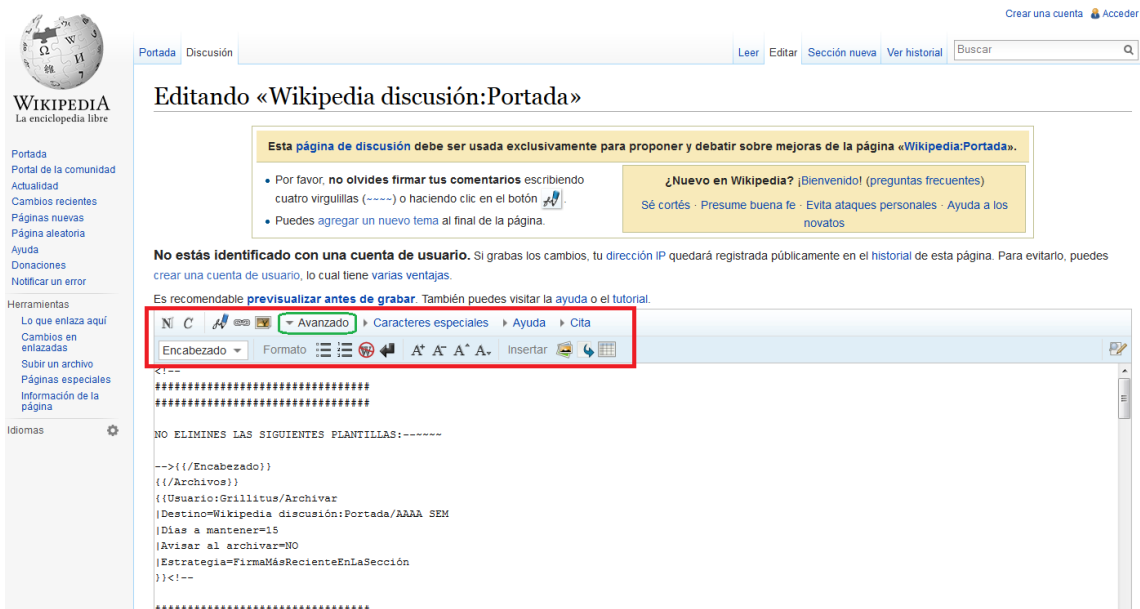 Crear una cuenta Acceder
WIKIPEDIA
La enciclopedia libre
Portada Discusión Leer Editar Sección nueva Ver historial Buscar
Editando «Wikipedia discusión:Portada»
Portada
Portal de la comunidad
Actualidad
Cambios recientes
Páginas nuevas
Página aleatoria
Ayuda
Donaciones
Notificar un error
Herramientas
Lo que enlaza aquí
Cambios en
enlazadas
Subir un archivo
Páginas especiales
Información de la
página
Idiomas
Esta página de discusión debe ser usada exclusivamente para proponer y debatir sobre mejoras de la página «Wikipedia:Portada».
• Por favor, no olvides firmar tus comentarios escribiendo
cuatro virgulillas (~~~~) o haciendo clic en el botón .
• Puedes agregar un nuevo tema al final de la página.
¿Nuevo en Wikipedia? ¡Bienvenido! (preguntas frecuentes)
Sé cortés · Presume buena fe · Evita ataques personales · Ayuda a los
novatos
No estás identificado con una cuenta de usuario. Si grabas los cambios, tu dirección IP quedará registrada públicamente en el historial de esta página. Para evitarlo, puedes
crear una cuenta de usuario, lo cual tiene varias ventajas.
Es recomendable previsualizar antes de grabar. También puedes visitar la ayuda o el tutorial.
N C Avanzado Caracteres especiales Ayuda Cita
Encabezado Formato A+ A- A^ A Insertar
<!--
#################################
#################################
NO ELIMINES LAS SIGUIENTES PLANTILLAS:--~~~~
-->{{/Encabezado}}
{{/Archivos}}
{{Usuario:Grillitus/Archivar
|Destino=Wikipedia discusión:Portada/AAAA SEM
|Días a mantener=15
|Avisar al archivar=NO
|Estrategia=FirmaMásRecienteEnLaSección
}}<!--
#################################